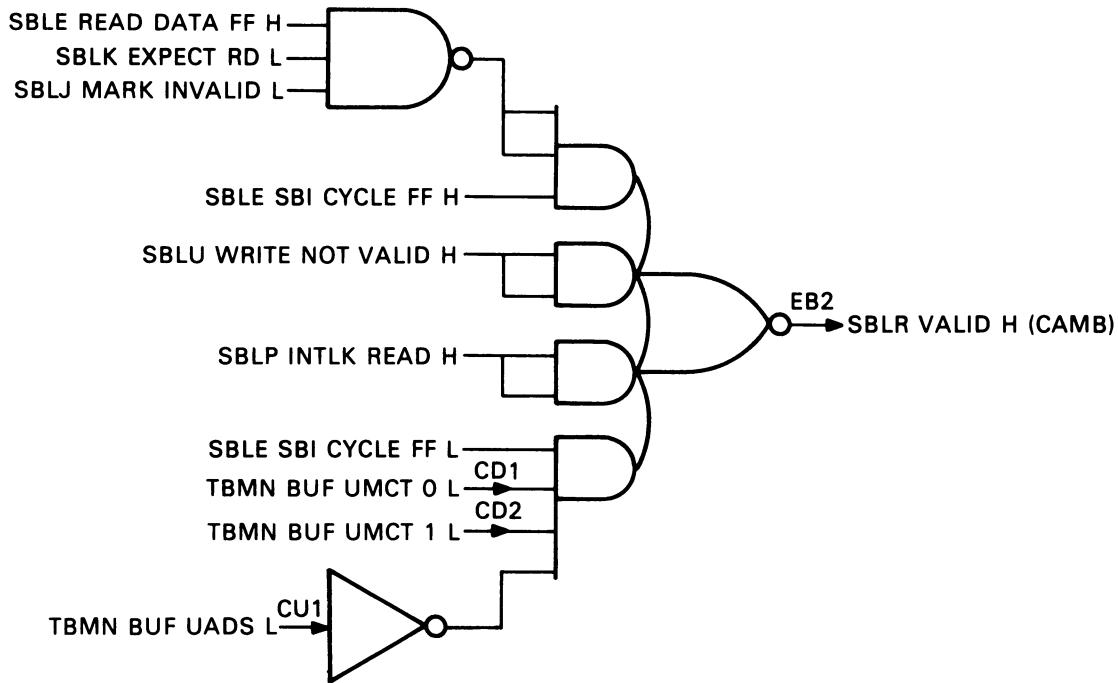 SBLE READ DATA FF H
SBLK EXPECT RD L
SBLJ MARK INVALID L
SBLE SBI CYCLE FF H
SBLU WRITE NOT VALID H
EB2
SBLR VALID H (CAMB)
SBLP INTLK READ H
SBLE SBI CYCLE FF L
CD1
TBMN BUF UMCT 0 L
CD2
TBMN BUF UMCT 1 L
CU1
TBMN BUF UADS L